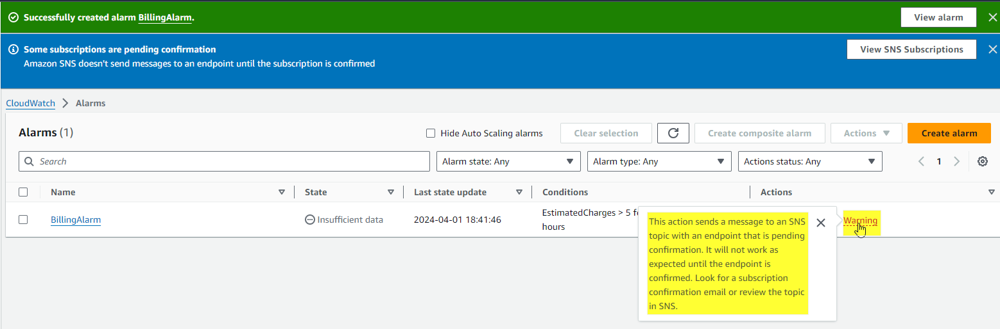 Successfully created alarm BillingAlarm.
View alarm
Some subscriptions are pending confirmation
Amazon SNS doesn't send messages to an endpoint until the subscription is confirmed
View SNS Subscriptions
CloudWatch
Alarms
Alarms (1)
Hide Auto Scaling alarms
Clear selection
Create composite alarm
Actions
Create alarm
Search
Alarm state: Any
Alarm type: Any
Actions status: Any
1
Name
State
Last state update
Conditions
Actions
BillingAlarm
Insufficient data
2024-04-01 18:41:46
EstimatedCharges > 5
hours
This action sends a message to an SNS
topic with an endpoint that is pending
confirmation. It will not work as
expected until the endpoint is
confirmed. Look for a subscription
confirmation email or review the topic
in SNS.
Warning